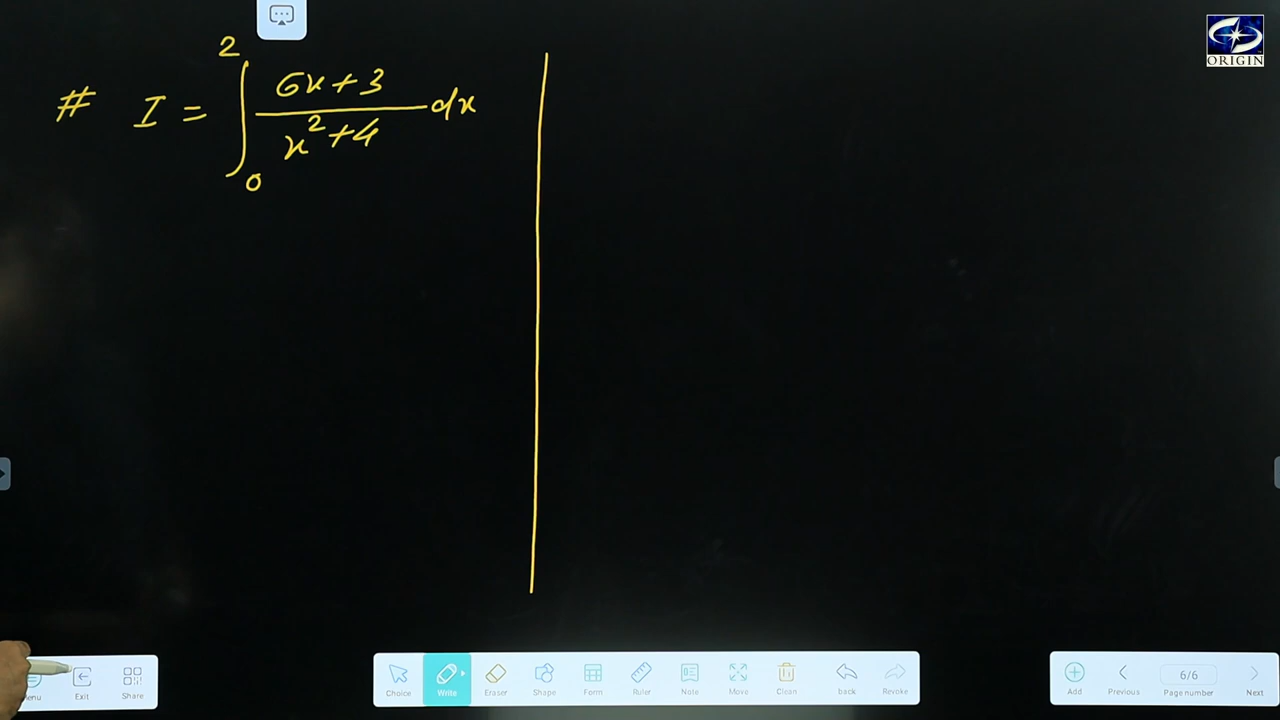 # I = ∫₀² (6x+3)/(x²+4) dx
ORIGIN
Exit
Share
Choice
Write
Eraser
Shape
Form
Ruler
Note
Move
Clean
back
Revoke
Add
Previous
6/6
Page number
Next